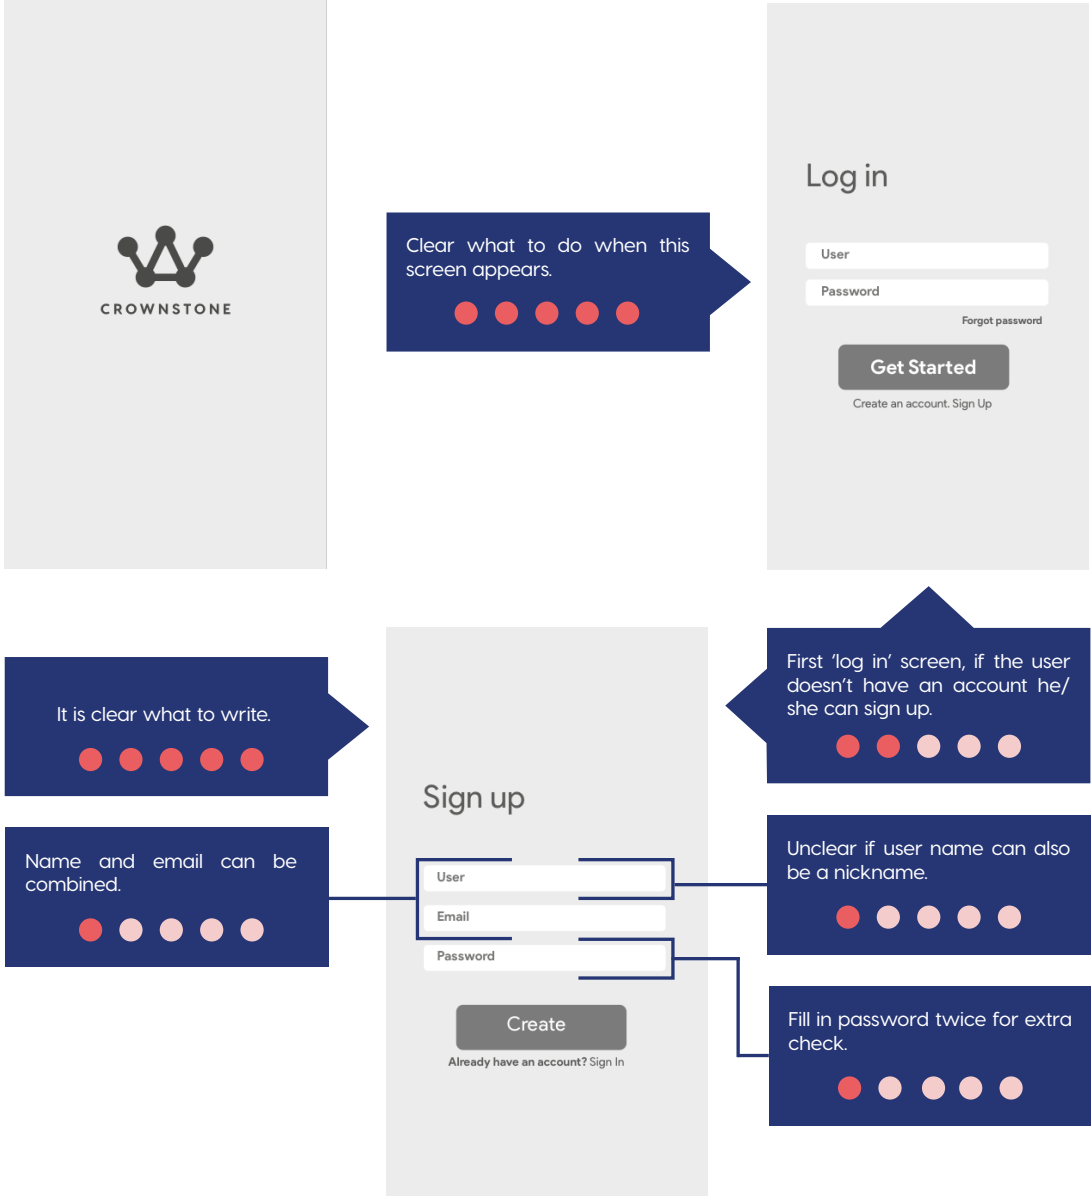 CROWNSTONE
Clear what to do when this
screen appears.
Log in
User
Password
Forgot password
Get Started
Create an account. Sign Up
It is clear what to write.
Name and email can be
combined.
Sign up
User
Email
Password
Create
Already have an account? Sign In
First ‘log in’ screen, if the user
doesn’t have an account he/
she can sign up.
Unclear if user name can also
be a nickname.
Fill in password twice for extra
check.